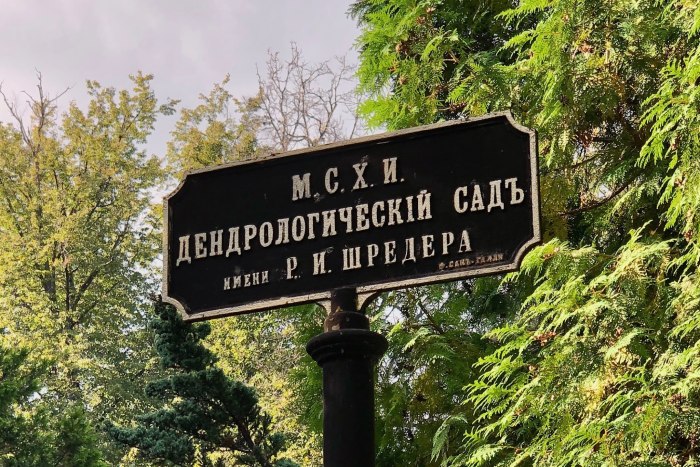 М. С. Х. И.
ДЕНДРОЛОГИЧЕСКІЙ САДЪ
ИМЕНИ Р. И. ШРЕДЕРА